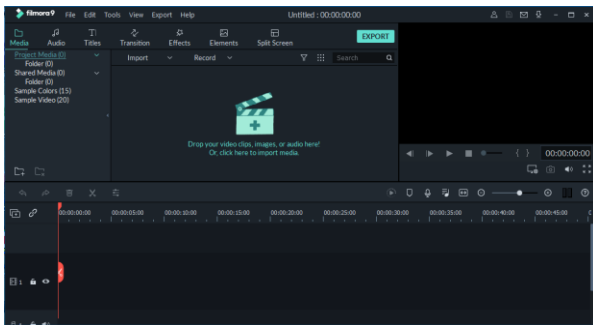 filmora9 File Edit Tools View Export Help Untitled : 00:00:00:00
Media Audio Titles Transition Effects Elements Split Screen EXPORT
Project Media (0) Import Record Search
Folder (0)
Shared Media (0)
Folder (0)
Sample Colors (15)
Sample Video (20)
Drop your video clips, images, or audio here!
Or, click here to import media.
{ } 00:00:00:00
00:00:00:00 00:00:05:00 00:00:10:00 00:00:15:00 00:00:20:00 00:00:25:00 00:00:30:00 00:00:35:00 00:00:40:00 00:00:45:00
1
1